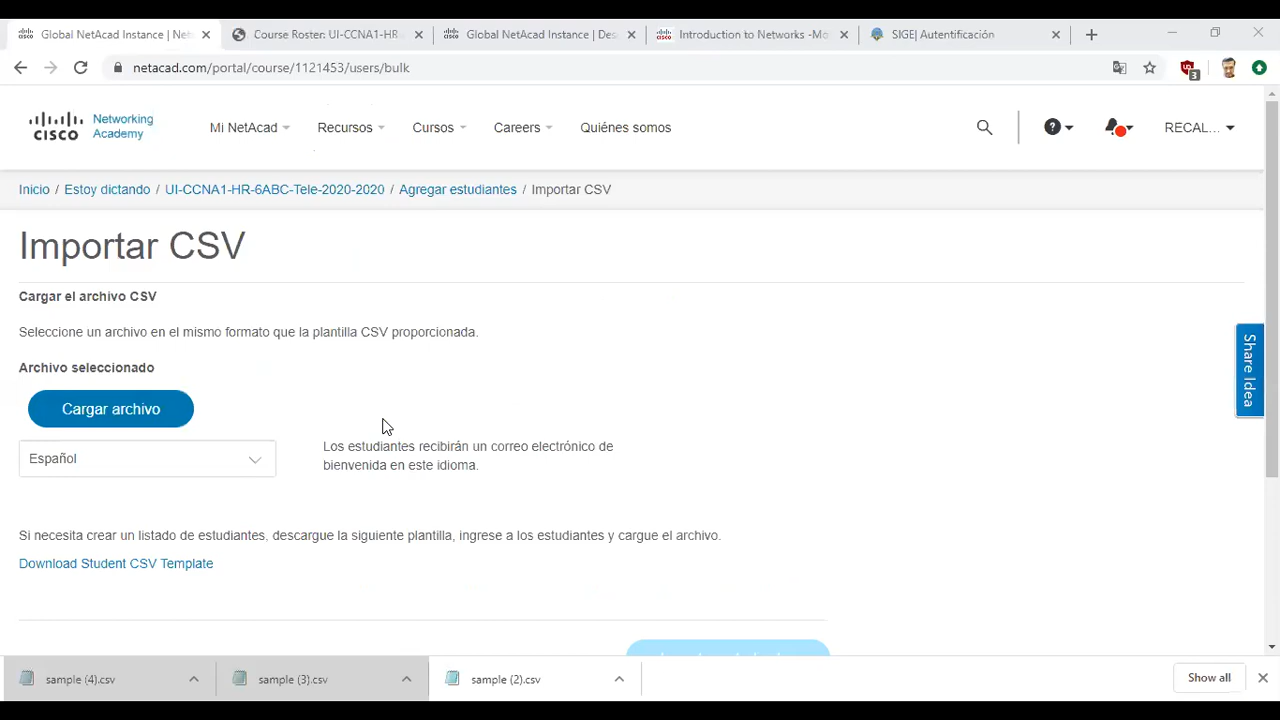 Global NetAcad Instance | Net
Course Roster: UI-CCNA1-HR-
Global NetAcad Instance | Des
Introduction to Networks -Mo
SIGE| Autentificación
netacad.com/portal/course/1121453/users/bulk
3
cisco
Networking
Academy
Mi NetAcad
Recursos
Cursos
Careers
Quiénes somos
RECAL...
Inicio / Estoy dictando / UI-CCNA1-HR-6ABC-Tele-2020-2020 / Agregar estudiantes / Importar CSV
Importar CSV
Cargar el archivo CSV
Seleccione un archivo en el mismo formato que la plantilla CSV proporcionada.
Share Idea
Archivo seleccionado
Cargar archivo
Español
Los estudiantes recibirán un correo electrónico de
bienvenida en este idioma.
Si necesita crear un listado de estudiantes, descargue la siguiente plantilla, ingrese a los estudiantes y cargue el archivo.
Download Student CSV Template
sample (4).csv
sample (3).csv
sample (2).csv
Show all